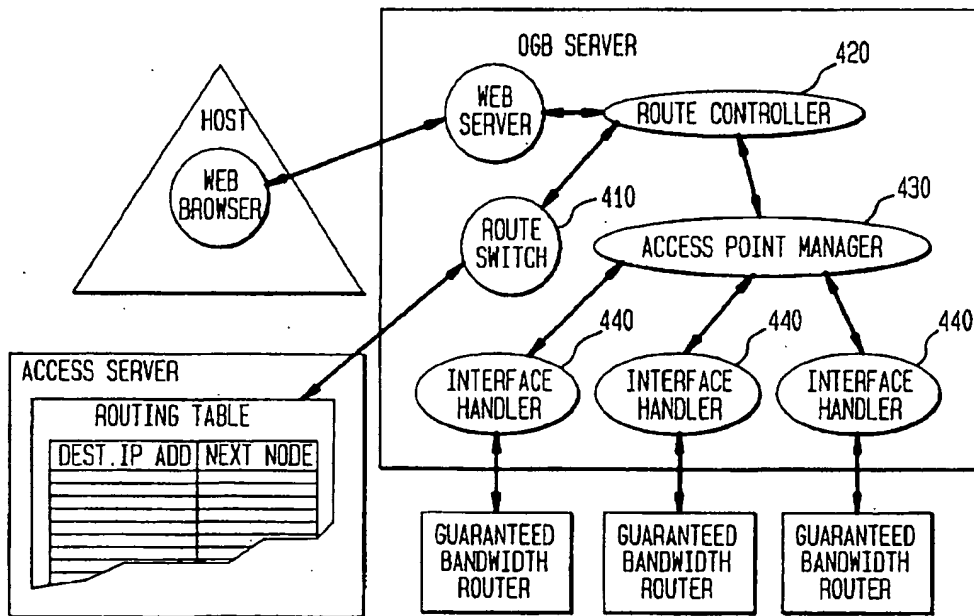 OGB SERVER
420
HOST
WEB
SERVER
ROUTE CONTROLLER
WEB
BROWSER
410
430
ROUTE
SWITCH
ACCESS POINT MANAGER
440
440
440
ACCESS SERVER
INTERFACE
HANDLER
INTERFACE
HANDLER
INTERFACE
HANDLER
ROUTING TABLE
DEST.IP ADD
NEXT NODE
GUARANTEED
BANDWIDTH
ROUTER
GUARANTEED
BANDWIDTH
ROUTER
GUARANTEED
BANDWIDTH
ROUTER